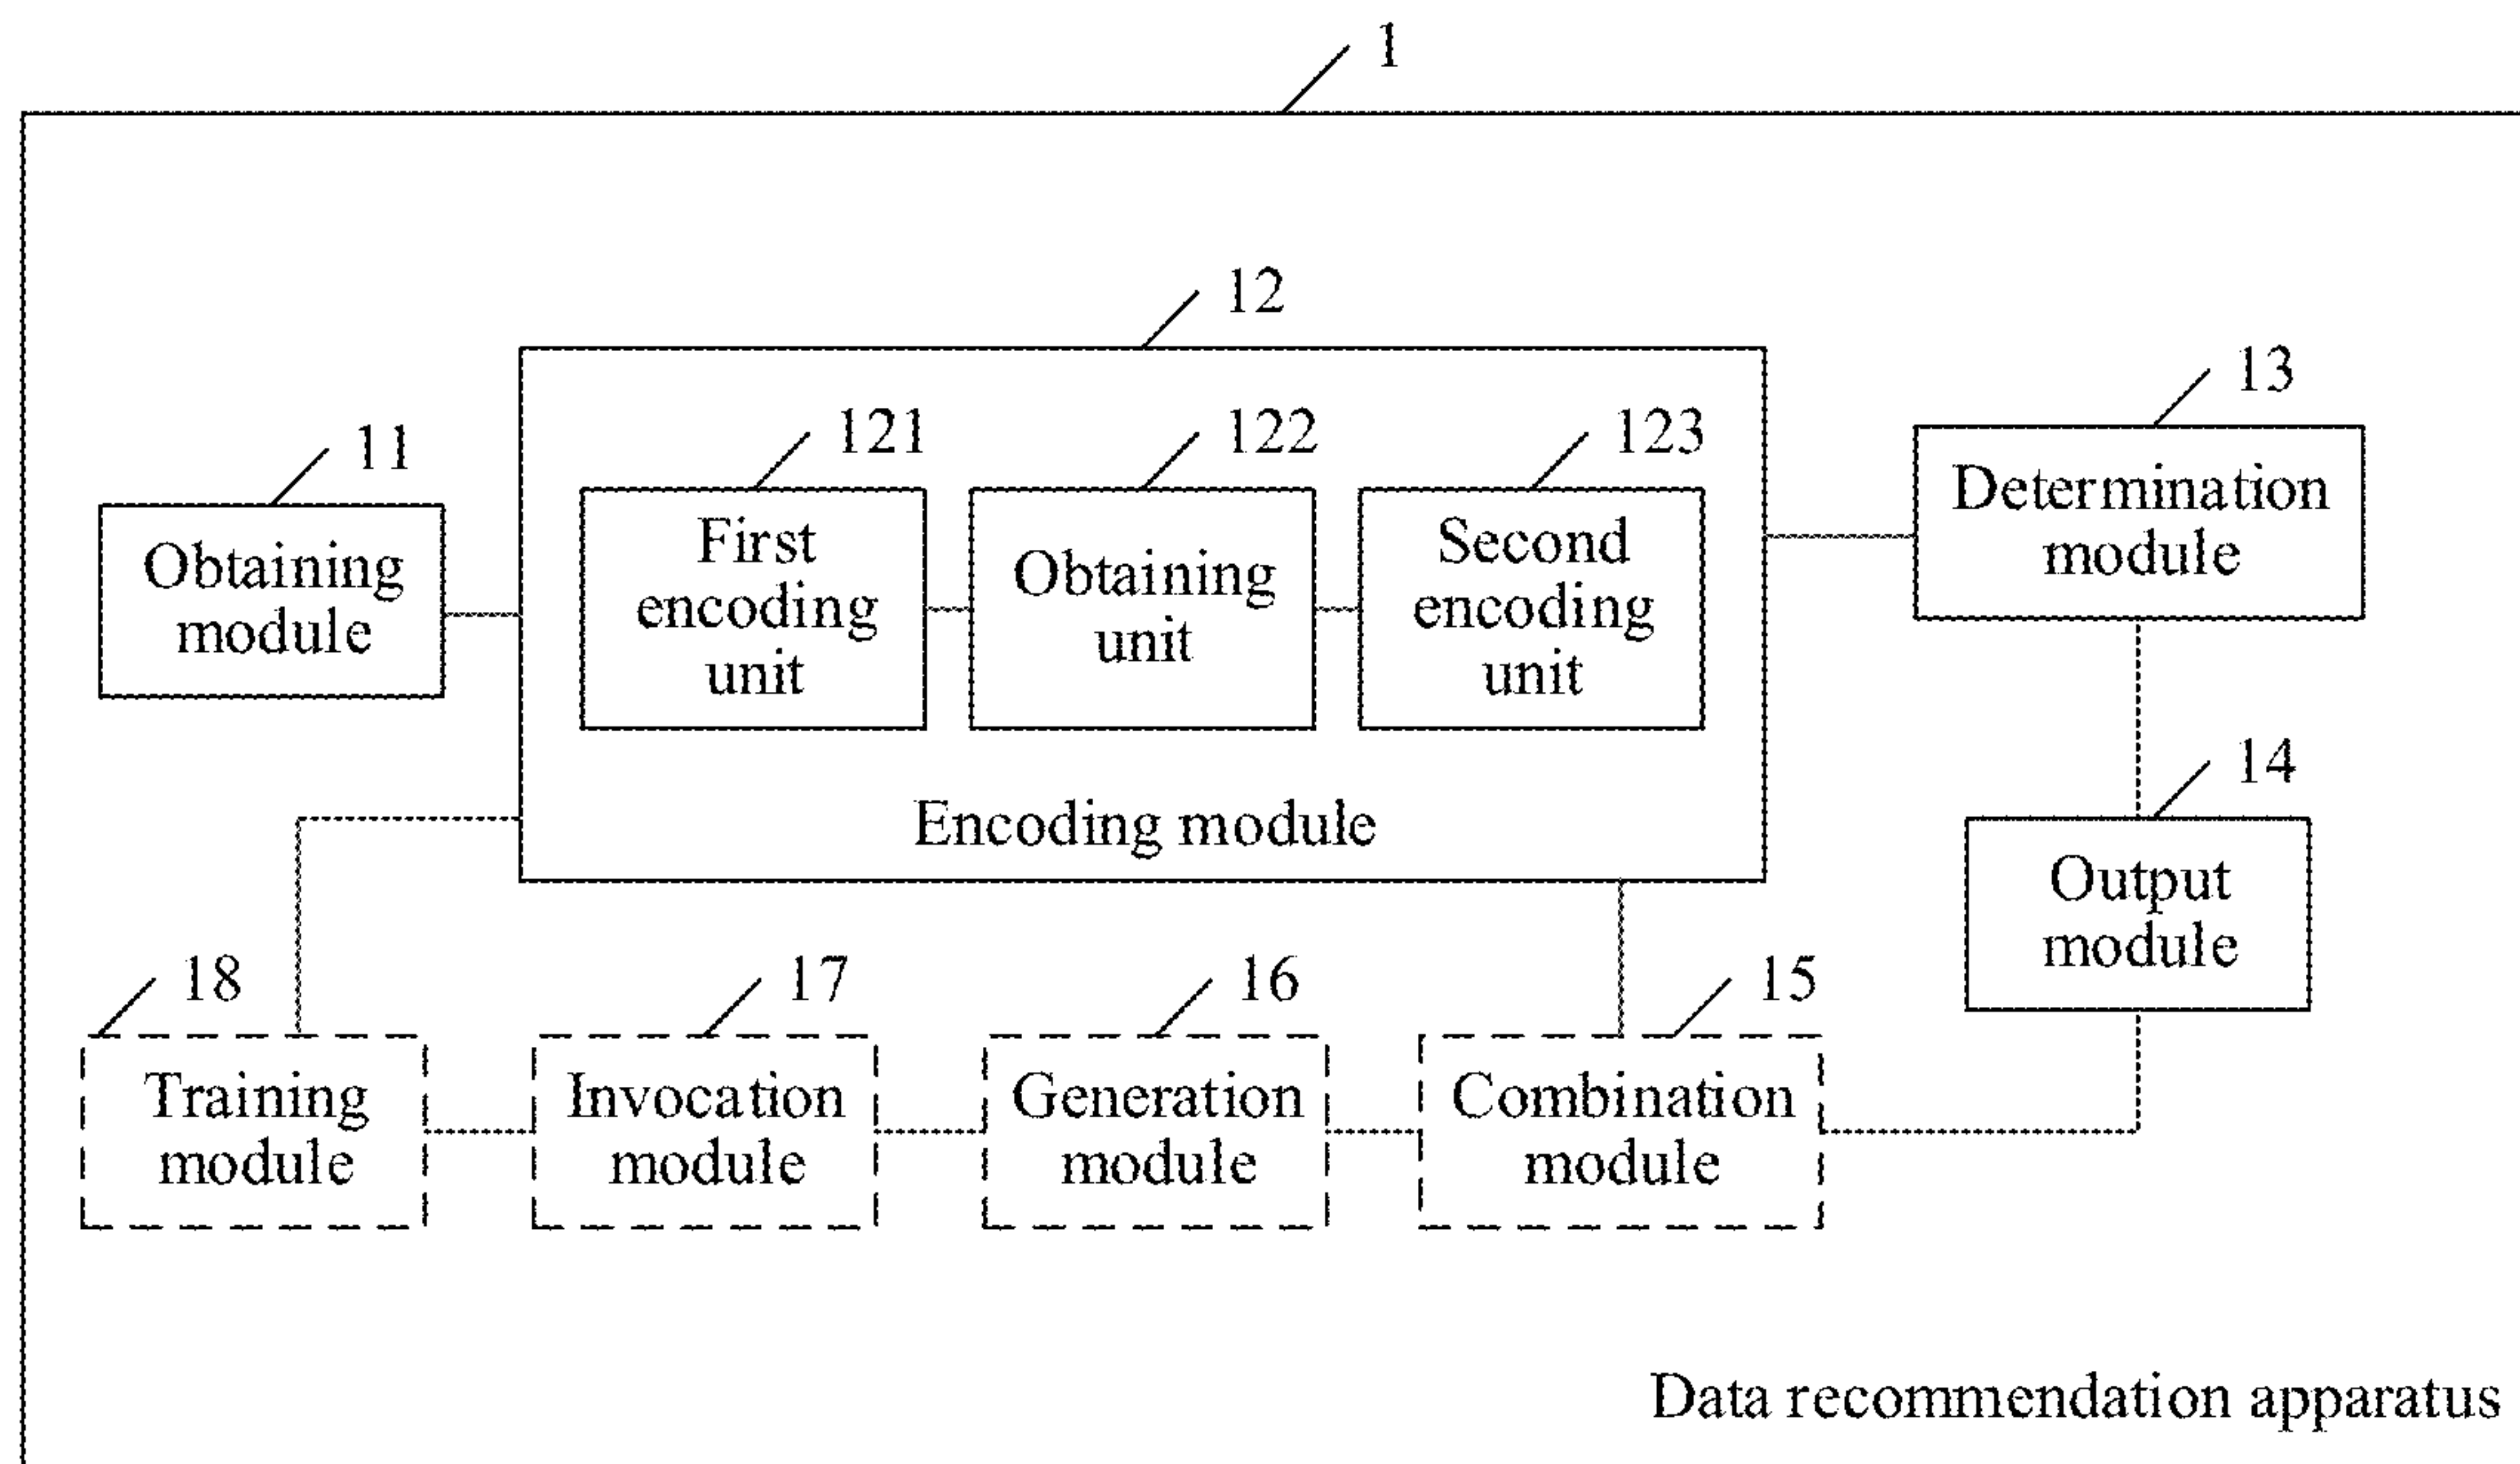 1
12
13
11
121
122
123
Obtaining
module
First
encoding
unit
Obtaining
unit
Second
encoding
unit
Determination
module
Encoding module
14
Output
module
18
17
16
15
Training
module
Invocation
module
Generation
module
Combination
module
Data recommendation apparatus